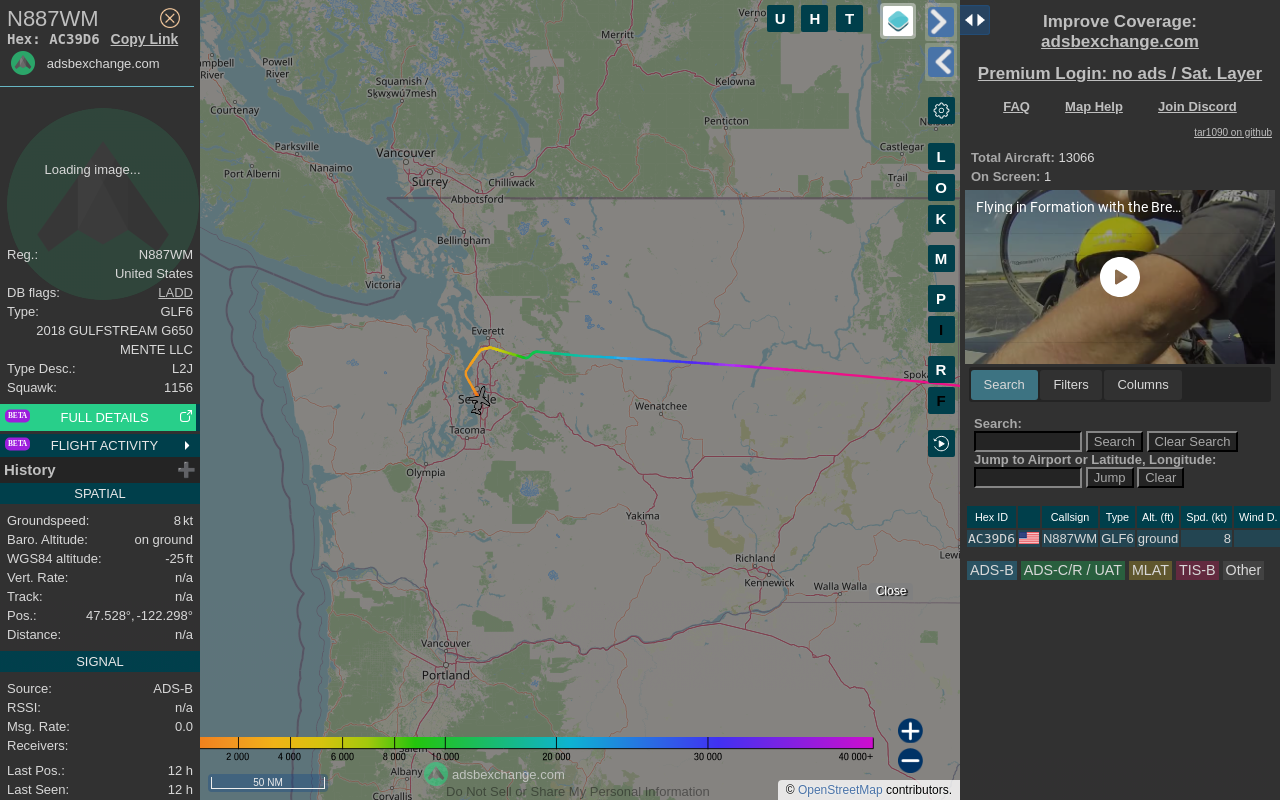 N887WM
Hex: AC39D6 Copy Link
adsbexchange.com
Loading image...
Reg.: N887WM
United States
DB flags: LADD
Type: GLF6
2018 GULFSTREAM G650
MENTE LLC
Type Desc.: L2J
Squawk: 1156
BETA FULL DETAILS
BETA FLIGHT ACTIVITY
History
SPATIAL
Groundspeed: 8 kt
Baro. Altitude: on ground
WGS84 altitude: -25 ft
Vert. Rate: n/a
Track: n/a
Pos.: 47.528°, -122.298°
Distance: n/a
SIGNAL
Source: ADS-B
RSSI: n/a
Msg. Rate: 0.0
Receivers:
Last Pos.: 12 h
Last Seen: 12 h
Merritt
Powell
River
River
Squamish /
Sḵwx̱wú7mesh
Kelowna
Courtenay
Penticton
Parksville
Vancouver
Castlegar
Nanaimo
Port Alberni
Surrey
Chilliwack
Trail
Abbotsford
Bellingham
Victoria
Everett
Wenatchee
Tacoma
Olympia
Yakima
Richland
Kennewick
Walla Walla
Vancouver
Portland
Albany
Corvallis
U H T
L
O
K
M
P
I
R
F
Close
2 000 4 000 6 000 8 000 10 000 20 000 30 000 40 000+
50 NM
adsbexchange.com
Do Not Sell or Share My Personal Information
© OpenStreetMap contributors.
Improve Coverage:
adsbexchange.com
Premium Login: no ads / Sat. Layer
FAQ Map Help Join Discord
tar1090 on github
Total Aircraft: 13066
On Screen: 1
Flying in Formation with the Bre...
Search Filters Columns
Search:
Search Clear Search
Jump to Airport or Latitude, Longitude:
Jump Clear
Hex ID Callsign Type Alt. (ft) Spd. (kt) Wind D.
AC39D6 N887WM GLF6 ground 8
ADS-B ADS-C/R / UAT MLAT TIS-B Other